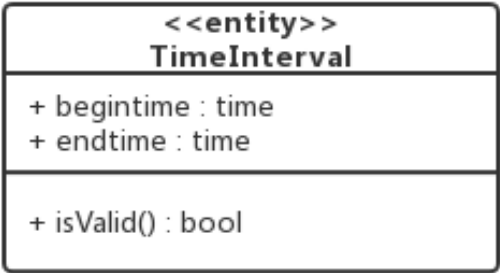 <<entity>>
TimeInterval
+ begintime : time
+ endtime : time
+ isValid() : bool